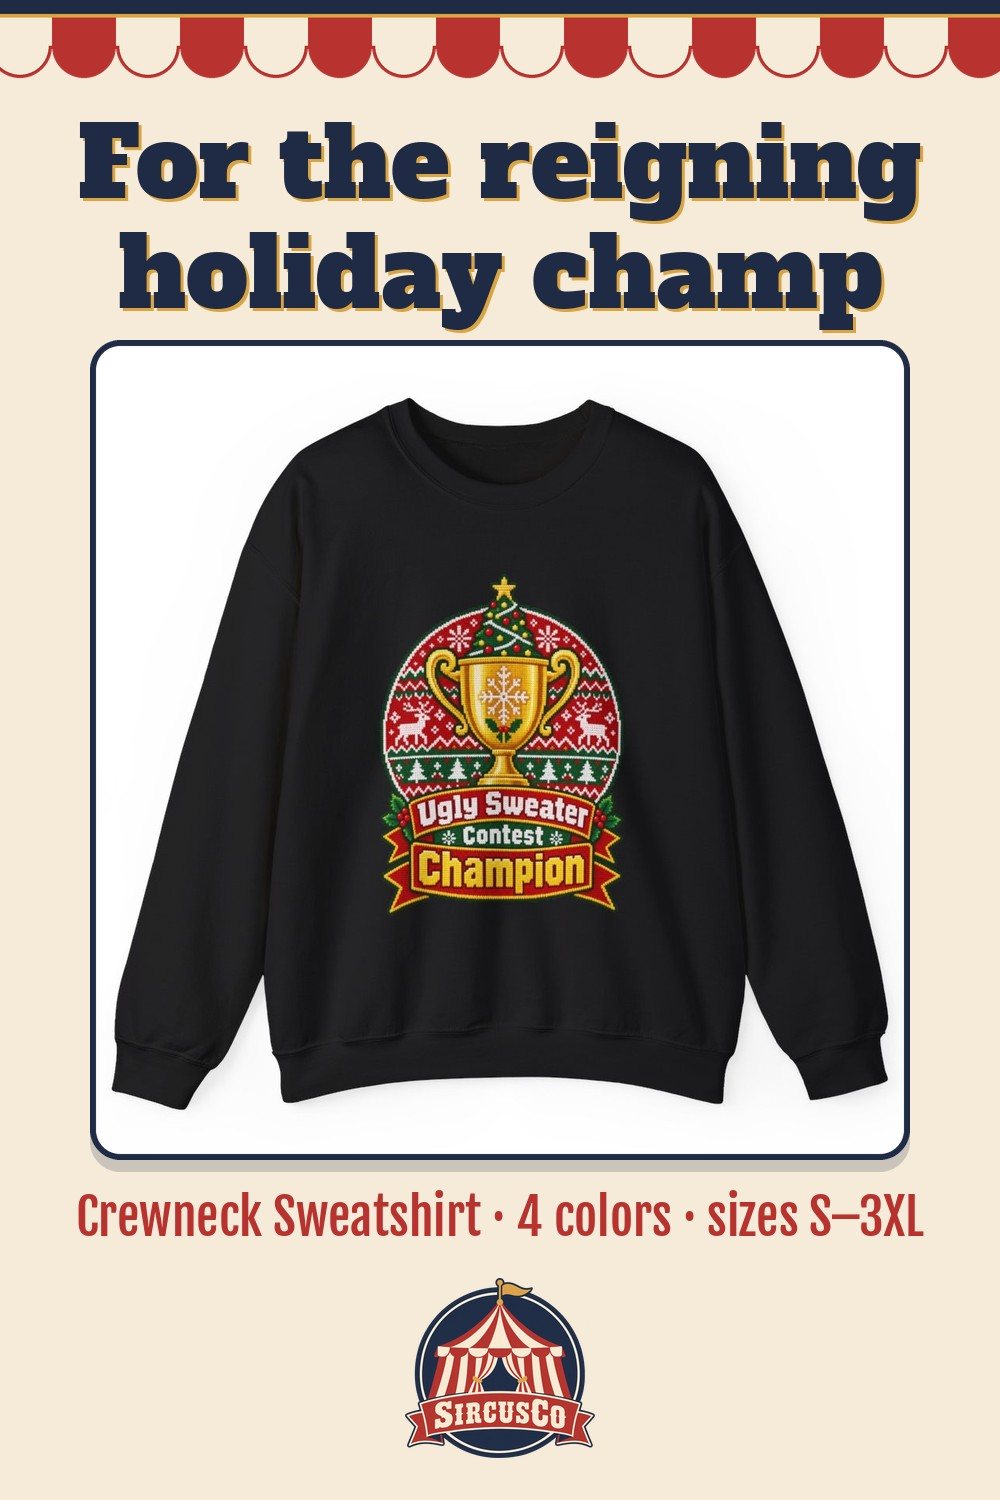 For the reigning
holiday champ
Ugly Sweater
Contest
Champion
Crewneck Sweatshirt · 4 colors · sizes S–3XL
SIRCUSCO